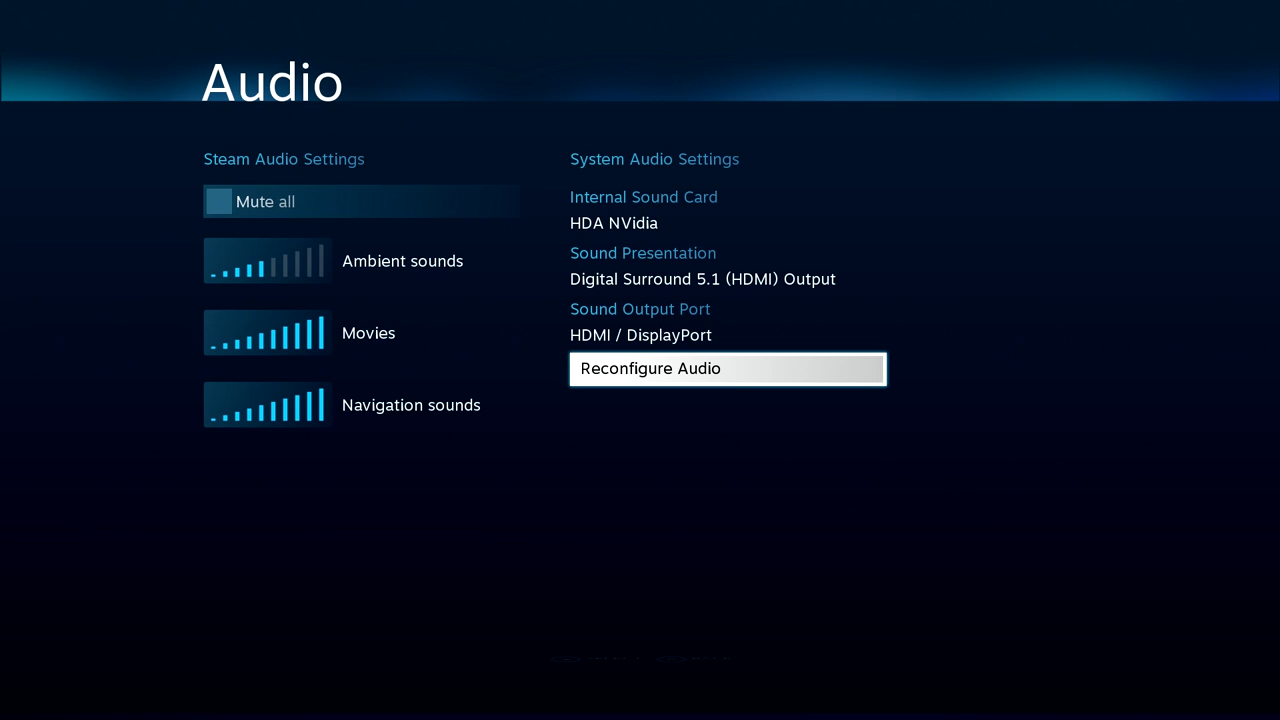 Audio
Steam Audio Settings
Mute all
Ambient sounds
Movies
Navigation sounds
System Audio Settings
Internal Sound Card
HDA NVidia
Sound Presentation
Digital Surround 5.1 (HDMI) Output
Sound Output Port
HDMI / DisplayPort
Reconfigure Audio